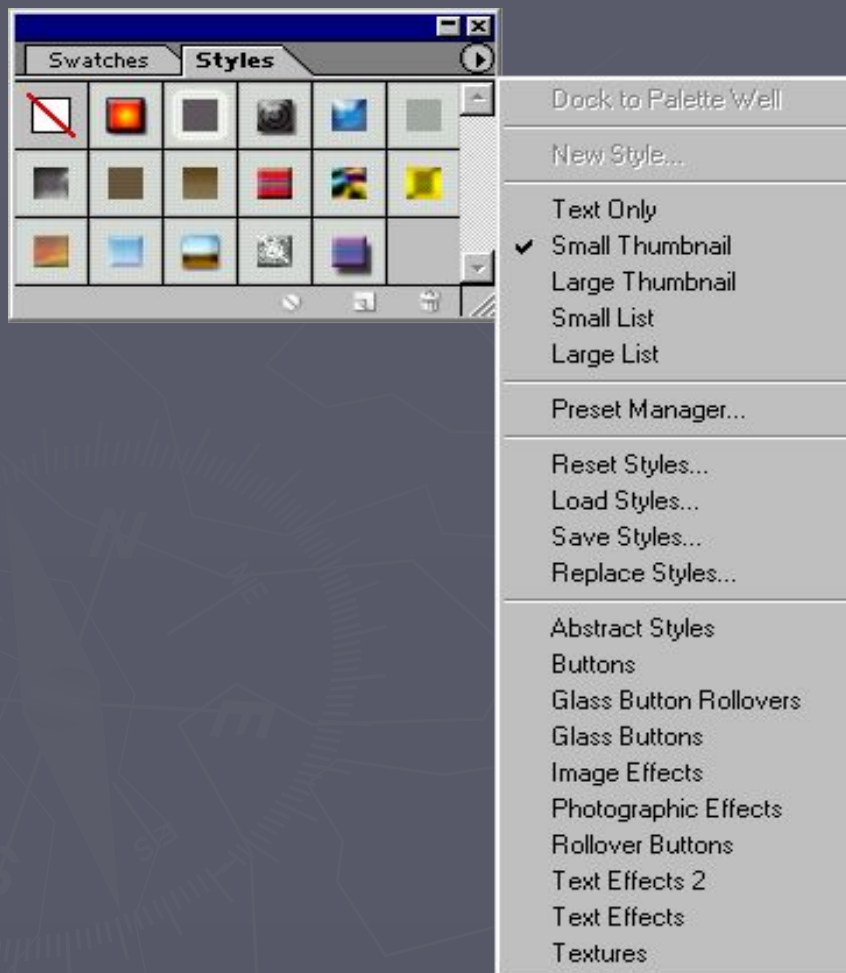 Swatches
Styles
Dock to Palette Well
New Style...
Text Only
Small Thumbnail
Large Thumbnail
Small List
Large List
Preset Manager...
Reset Styles...
Load Styles...
Save Styles...
Replace Styles...
Abstract Styles
Buttons
Glass Button Rollovers
Glass Buttons
Image Effects
Photographic Effects
Rollover Buttons
Text Effects 2
Text Effects
Textures
N
NE
E
SE